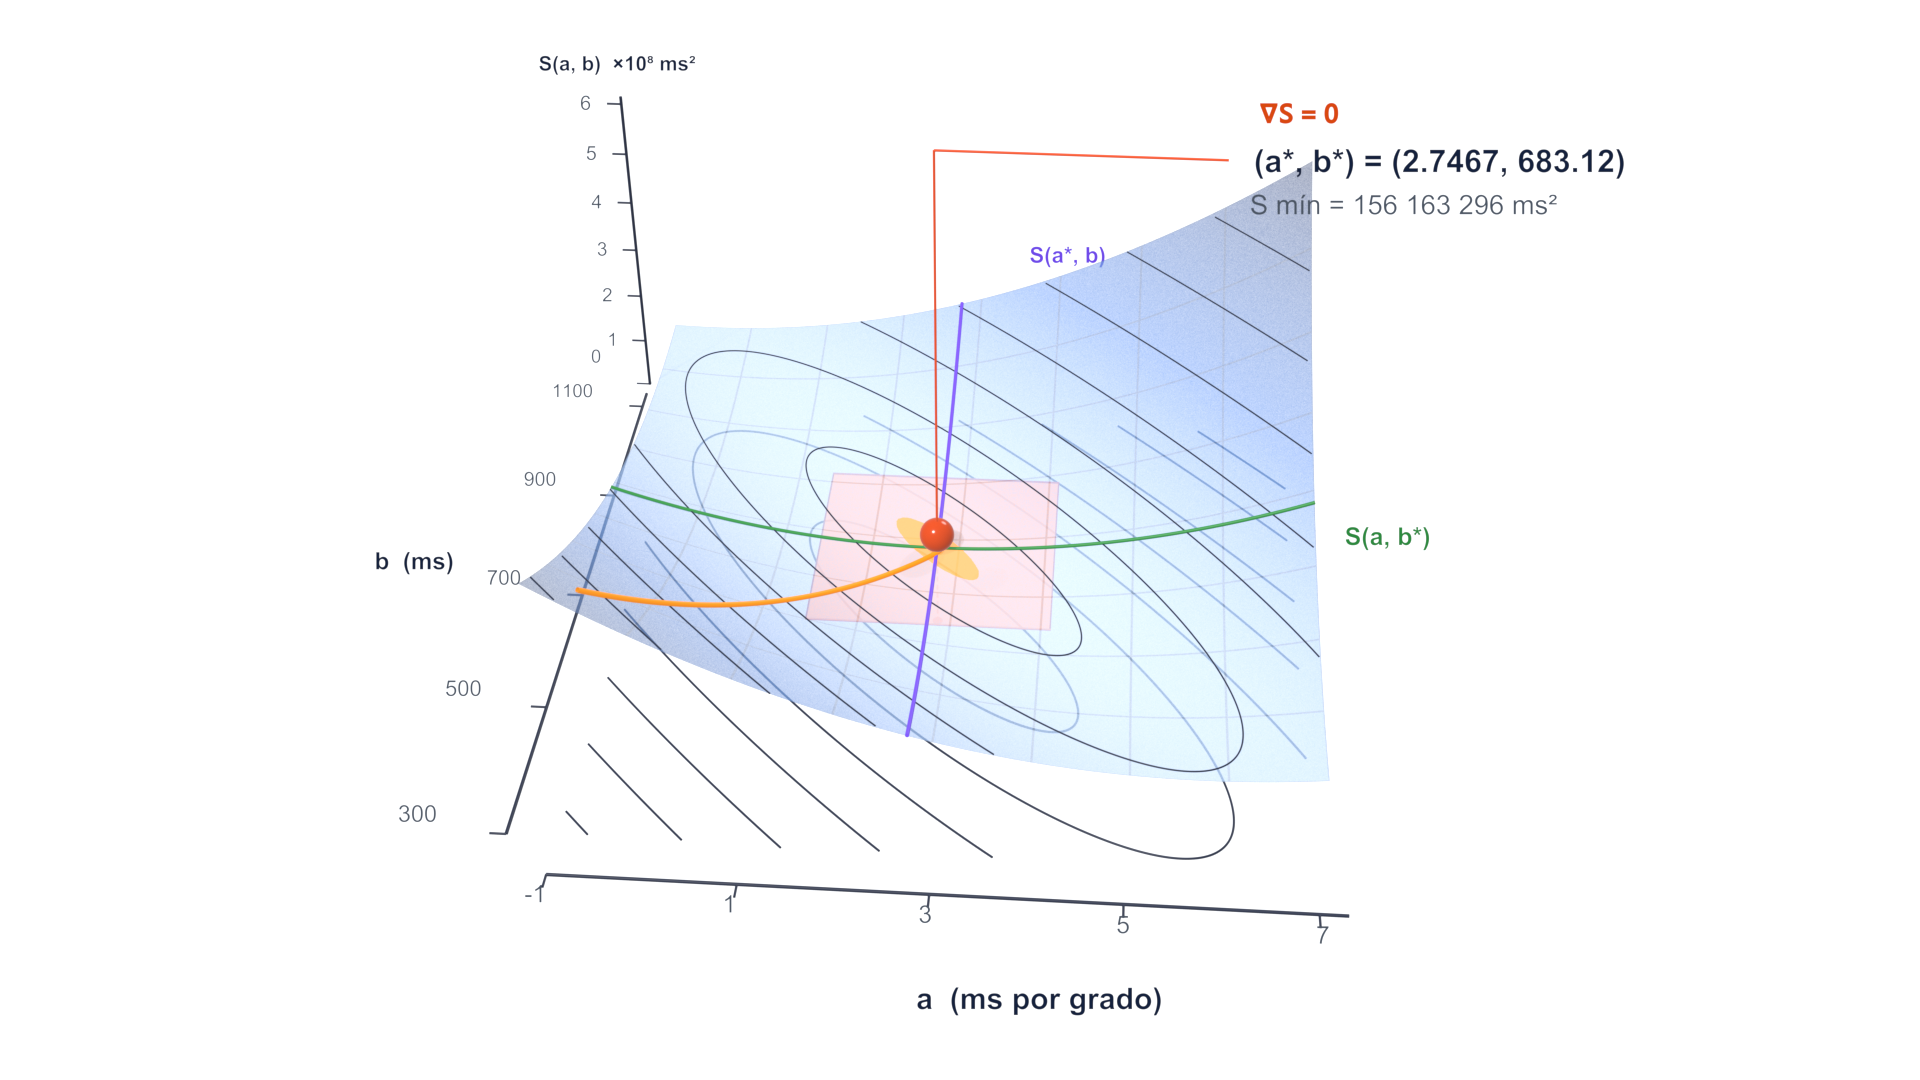 S(a, b) ×10⁸ ms²
6
5
4
3
2
1
0
1100
900
700
500
300
b (ms)
∇S = 0
(a*, b*) = (2.7467, 683.12)
S mín = 156 163 296 ms²
S(a*, b)
S(a, b*)
-1
1
3
5
7
a (ms por grado)